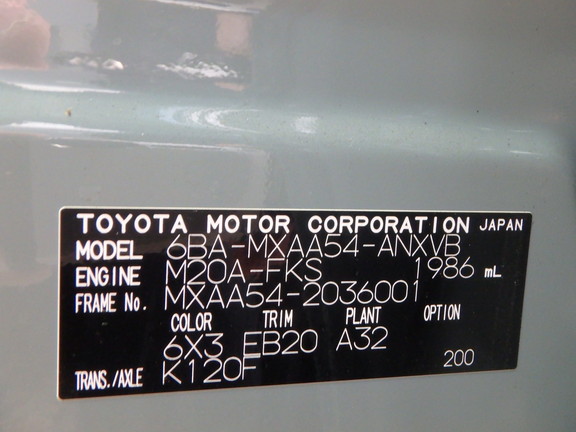 TOYOTA MOTOR CORPORATION JAPAN
MODEL 6BA-MXAA54-ANXVB
ENGINE M20A-FKS 1986 mL
FRAME No. MXAA54-2036001
COLOR TRIM PLANT OPTION
6X3 EB20 A32
TRANS./AXLE K120F 200